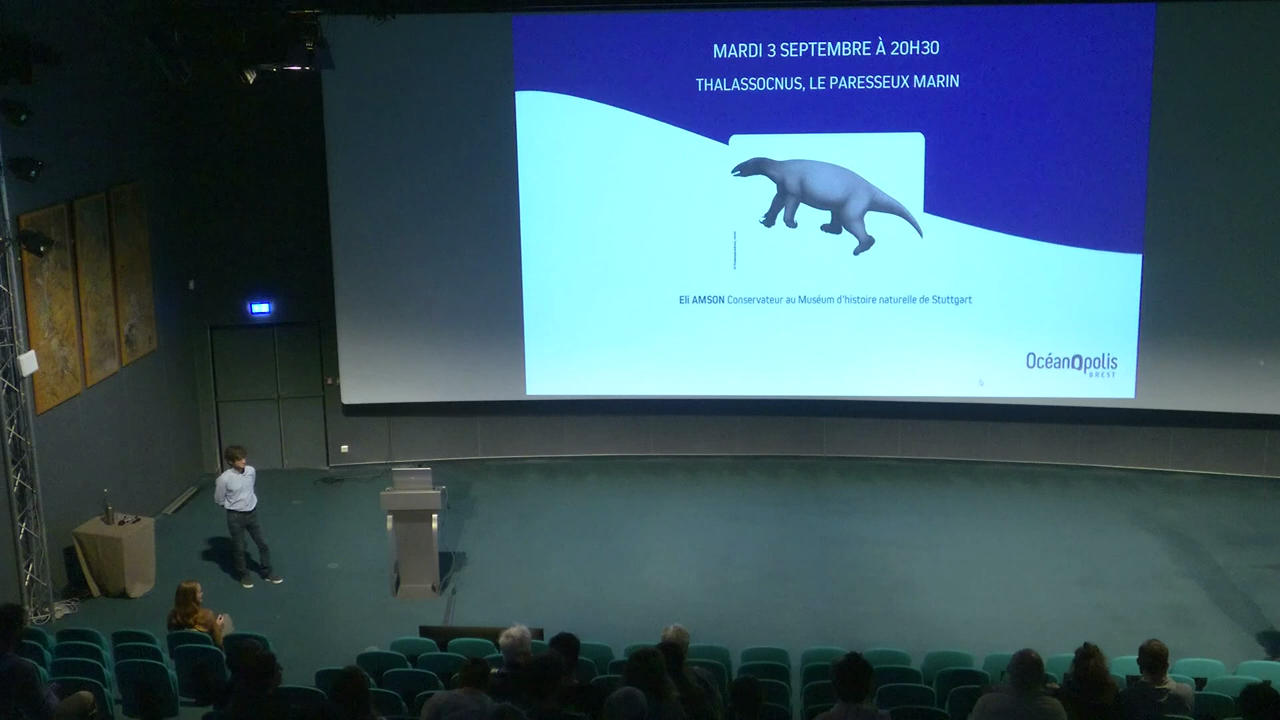 MARDI 3 SEPTEMBRE À 20H30
THALASSOCNUS, LE PARESSEUX MARIN
Eli AMSON Conservateur au Muséum d'histoire naturelle de Stuttgart
Océanopolis
BREST